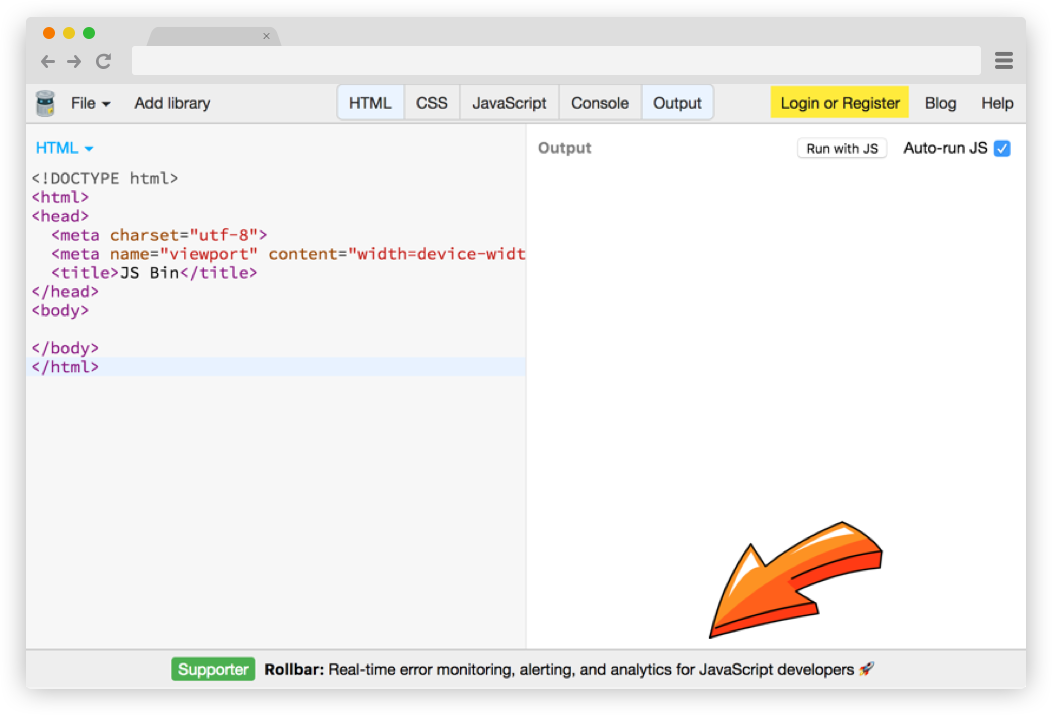 File Add library HTML CSS JavaScript Console Output Login or Register Blog Help
HTML
<!DOCTYPE html>
<html>
<head>
  <meta charset="utf-8">
  <meta name="viewport" content="width=device-widt
  <title>JS Bin</title>
</head>
<body>
</body>
</html>
Output Run with JS Auto-run JS
Supporter Rollbar: Real-time error monitoring, alerting, and analytics for JavaScript developers 🚀